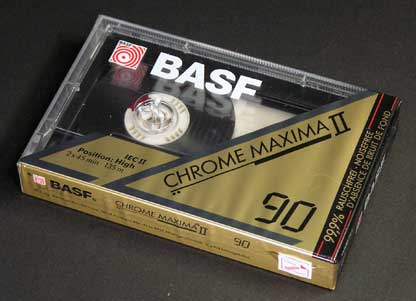 BASF
BASF
IEC II
Position: High
2 x 45 min · 135 m
CHROME MAXIMA II
90
99,9% RAUSCHFREI · NOISEFREE
D'ABSENCE DE BRUIT DE FOND
BASF
CHROME MAXIMA II
90